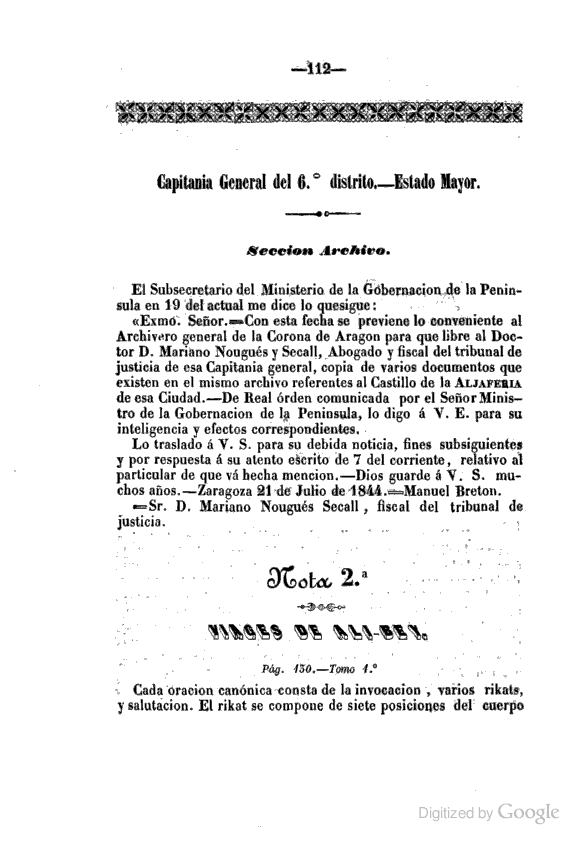 —112—
Capitania General del 6.° distrito.—Estado Mayor.
Seccion Archivo.
El Subsecretario del Ministerio de la Gobernacion de la Penin-
sula en 19 del actual me dice lo quesigue:
«Exmo. Señor.=Con esta fecha se previene lo conveniente al
Archivero general de la Corona de Aragon para que libre al Doc-
tor D. Mariano Nougués y Secall, Abogado y fiscal del tribunal de
justicia de esa Capitania general, copia de varios documentos que
existen en el mismo archivo referentes al Castillo de la ALJAFERIA
de esa Ciudad.—De Real órden comunicada por el Señor Minis-
tro de la Gobernacion de la Peninsula, lo digo á V. E. para su
inteligencia y efectos correspondientes.
Lo traslado á V. S. para su debida noticia, fines subsiguientes
y por respuesta á su atento escrito de 7 del corriente, relativo al
particular de que vá hecha mencion.—Dios guarde á V. S. mu-
chos años.—Zaragoza 21 de Julio de 1844.=Manuel Breton.
=Sr. D. Mariano Nougués Secall, fiscal del tribunal de
justicia.
Nota 2.ª
VIAGES DE ALI-BEY.
Pág. 150.—Tomo 1.°
Cada oracion canónica consta de la invocacion, varios rikats,
y salutacion. El rikat se compone de siete posiciones del cuerpo
Digitized by Google